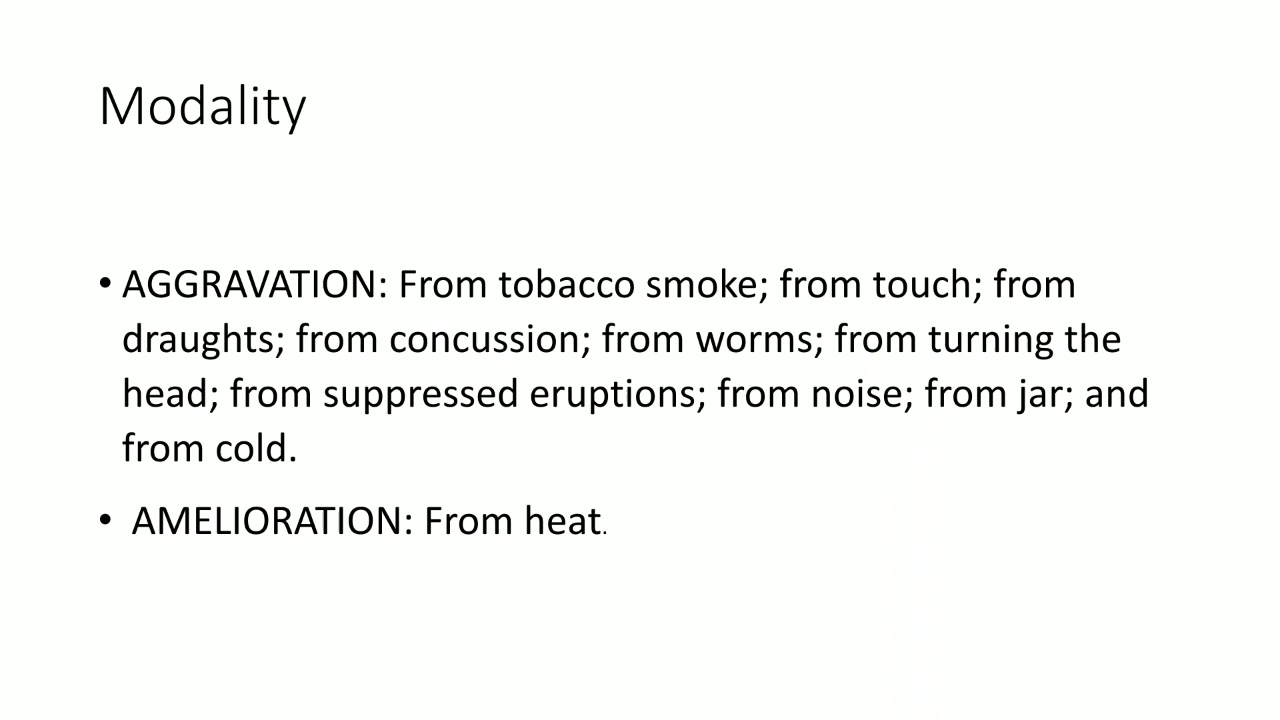 Modality
• AGGRAVATION: From tobacco smoke; from touch; from
draughts; from concussion; from worms; from turning the
head; from suppressed eruptions; from noise; from jar; and
from cold.
• AMELIORATION: From heat.